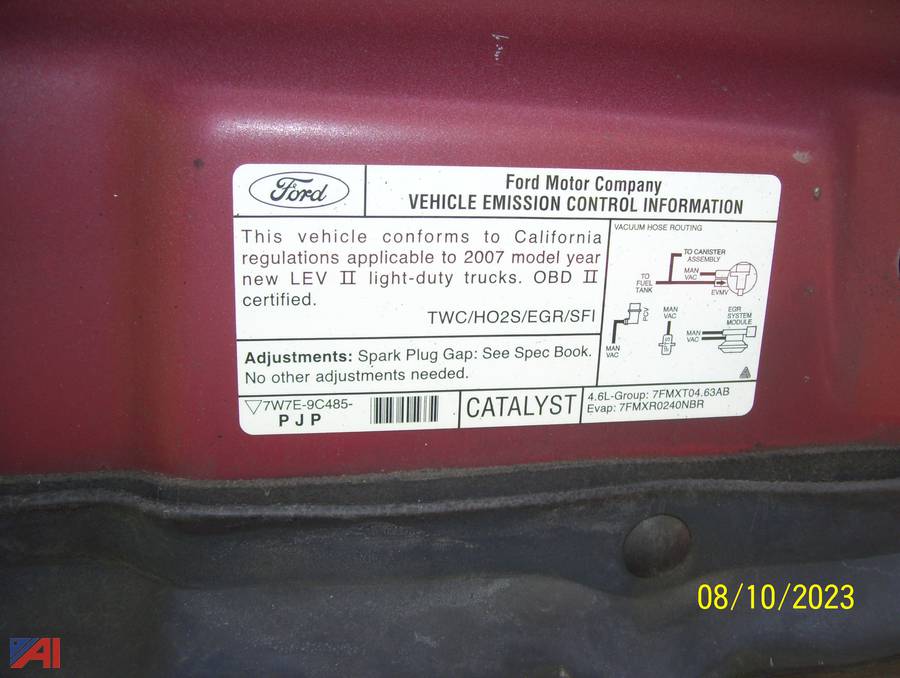 Ford
Ford Motor Company
VEHICLE EMISSION CONTROL INFORMATION
This vehicle conforms to California
regulations applicable to 2007 model year
new LEV II light-duty trucks. OBD II
certified.
TWC/HO2S/EGR/SFI
Adjustments: Spark Plug Gap: See Spec Book.
No other adjustments needed.
VACUUM HOSE ROUTING
TO CANISTER
ASSEMBLY
MAN
VAC
TO
FUEL
TANK
EVMV
PCV
MAN
VAC
MAN
VAC
FPS
EGR
SYSTEM
MODULE
MAN
VAC
7W7E-9C485-
PJP
CATALYST
4.6L-Group: 7FMXT04.63AB
Evap: 7FMXR0240NBR
08/10/2023
AI